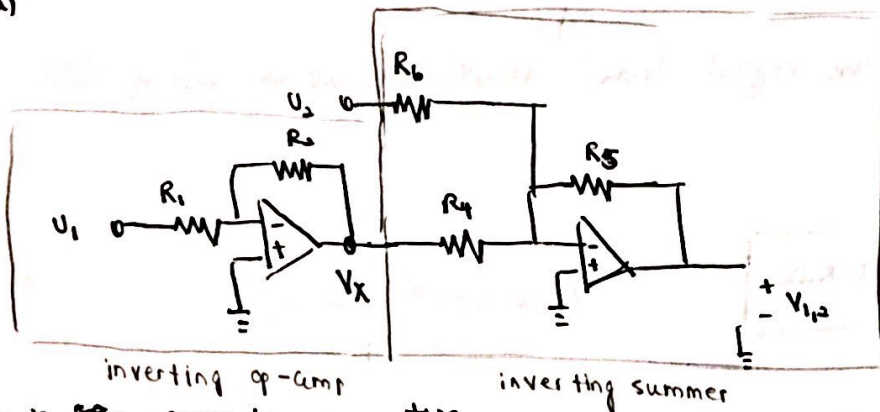 R6
U2
R2
R5
R1
R4
U1
-
+
-
+
VX
+
-
V1,2
inverting op-amp
inverting summer